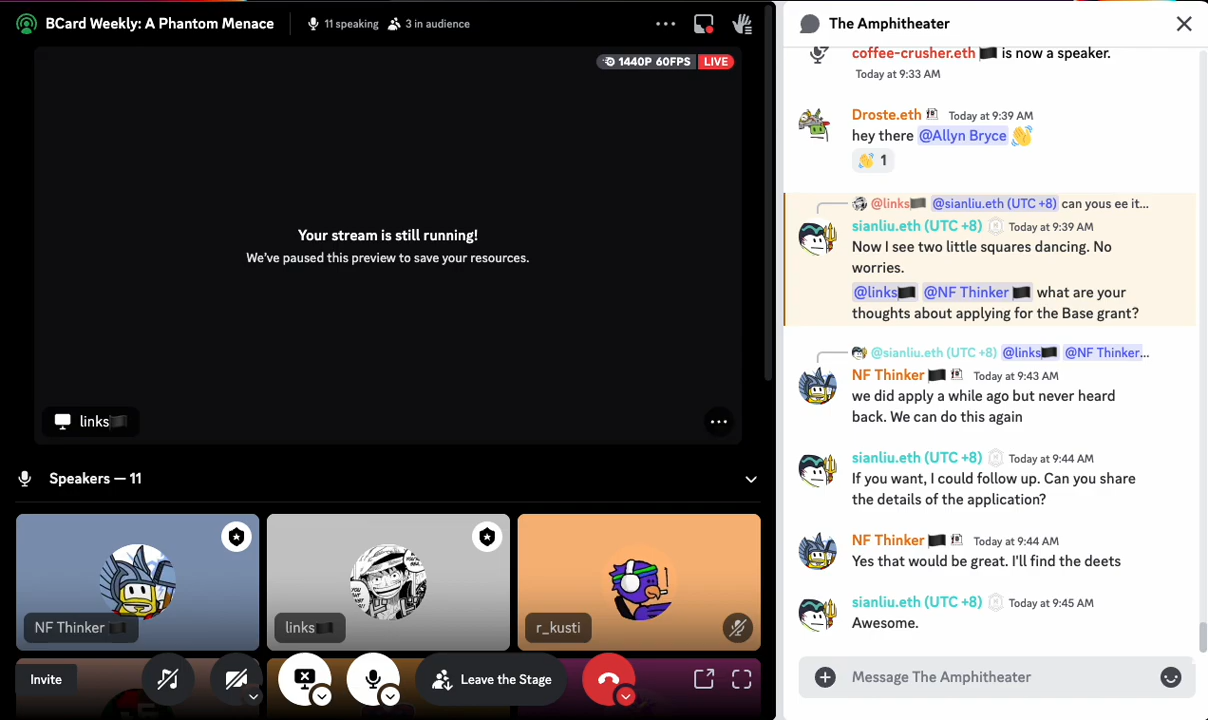 BCard Weekly: A Phantom Menace
11 speaking
3 in audience
1440P 60FPS
LIVE
Your stream is still running!
We've paused this preview to save your resources.
links
Speakers — 11
NF Thinker
links
r_kusti
Invite
Leave the Stage
The Amphitheater
coffee-crusher.eth is now a speaker.
Today at 9:33 AM
Droste.eth Today at 9:39 AM
hey there @Allyn Bryce
1
@links @sianliu.eth (UTC +8) can yous ee it...
sianliu.eth (UTC +8) Today at 9:39 AM
Now I see two little squares dancing. No
worries.
@links @NF Thinker what are your
thoughts about applying for the Base grant?
@sianliu.eth (UTC +8) @links @NF Thinker...
NF Thinker Today at 9:43 AM
we did apply a while ago but never heard
back. We can do this again
sianliu.eth (UTC +8) Today at 9:44 AM
If you want, I could follow up. Can you share
the details of the application?
NF Thinker Today at 9:44 AM
Yes that would be great. I'll find the deets
sianliu.eth (UTC +8) Today at 9:45 AM
Awesome.
Message The Amphitheater